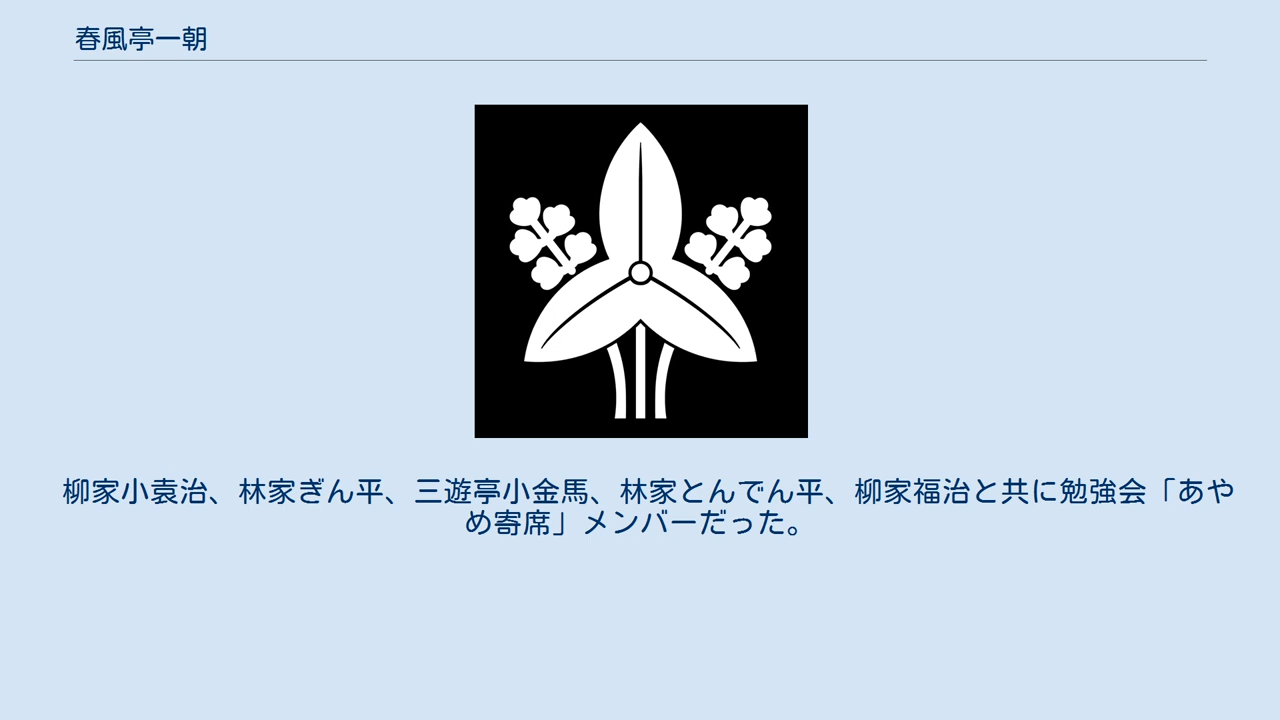 春風亭一朝
柳家小袁治、林家ぎん平、三遊亭小金馬、林家とんでん平、柳家福治と共に勉強会「あや
め寄席」メンバーだった。